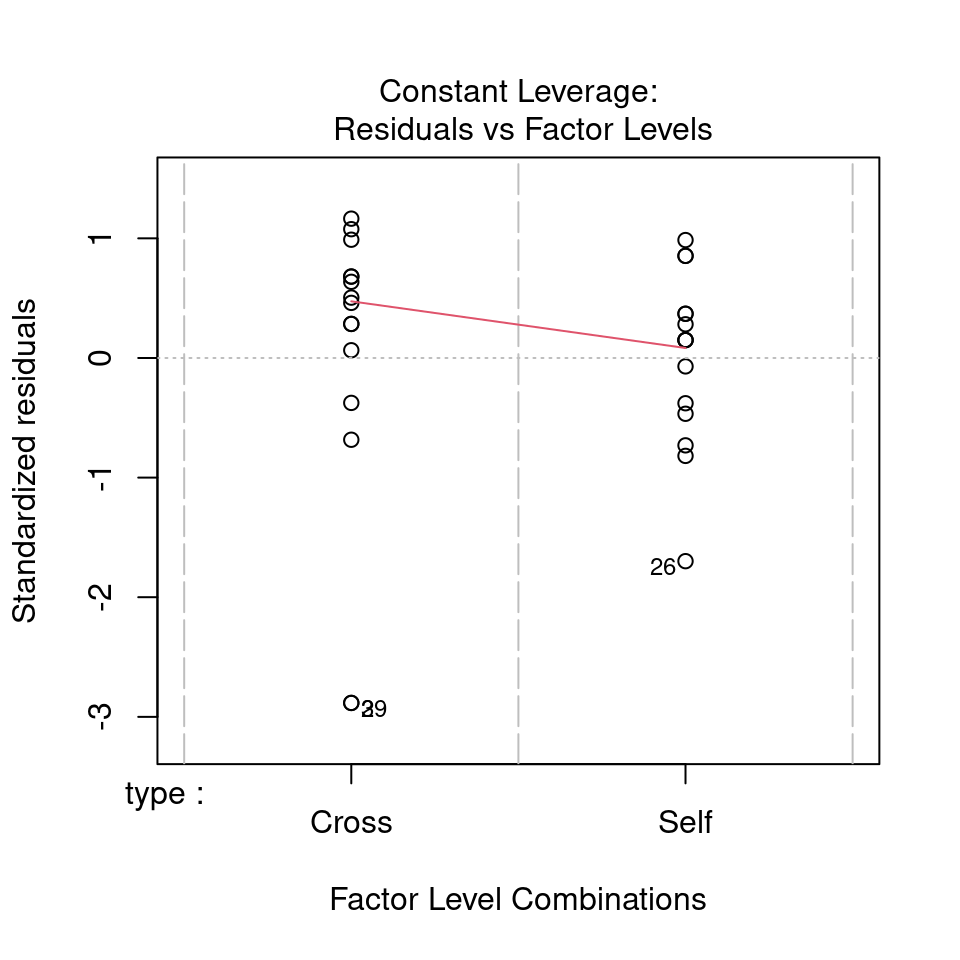 Constant Leverage:
Residuals vs Factor Levels
Standardized residuals
1
0
-1
-2
-3
26
type :
Cross
Self
Factor Level Combinations